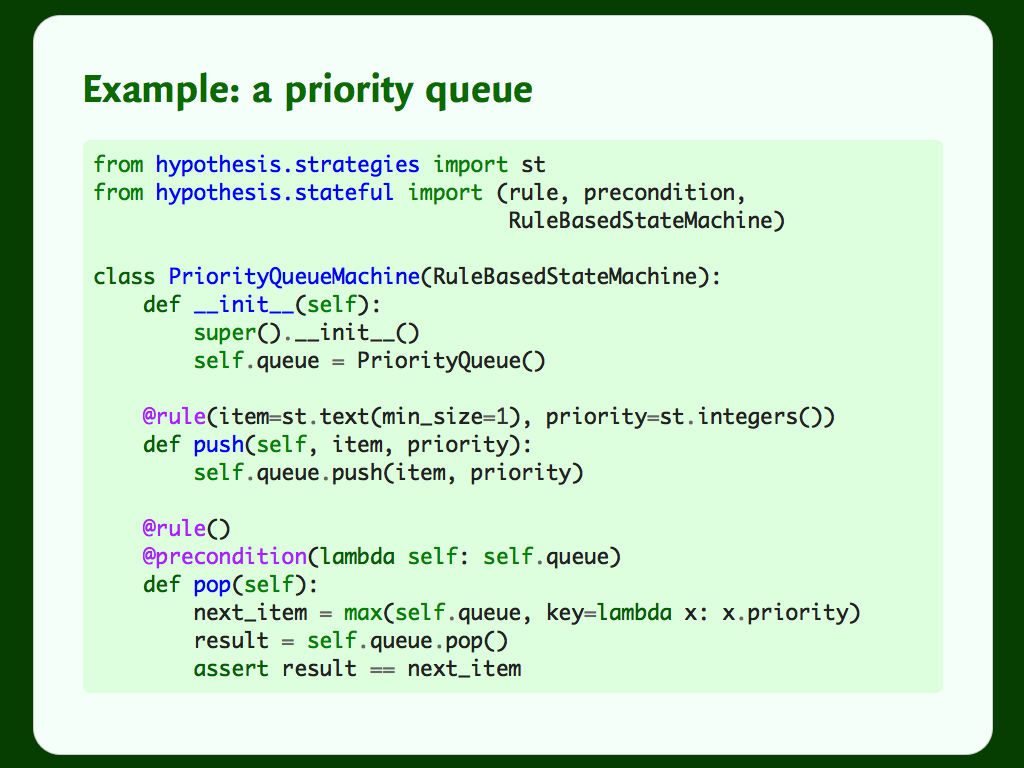 Example: a priority queue
from hypothesis.strategies import st
from hypothesis.stateful import (rule, precondition,
                                 RuleBasedStateMachine)
class PriorityQueueMachine(RuleBasedStateMachine):
    def __init__(self):
        super().__init__()
        self.queue = PriorityQueue()
    @rule(item=st.text(min_size=1), priority=st.integers())
    def push(self, item, priority):
        self.queue.push(item, priority)
    @rule()
    @precondition(lambda self: self.queue)
    def pop(self):
        next_item = max(self.queue, key=lambda x: x.priority)
        result = self.queue.pop()
        assert result == next_item